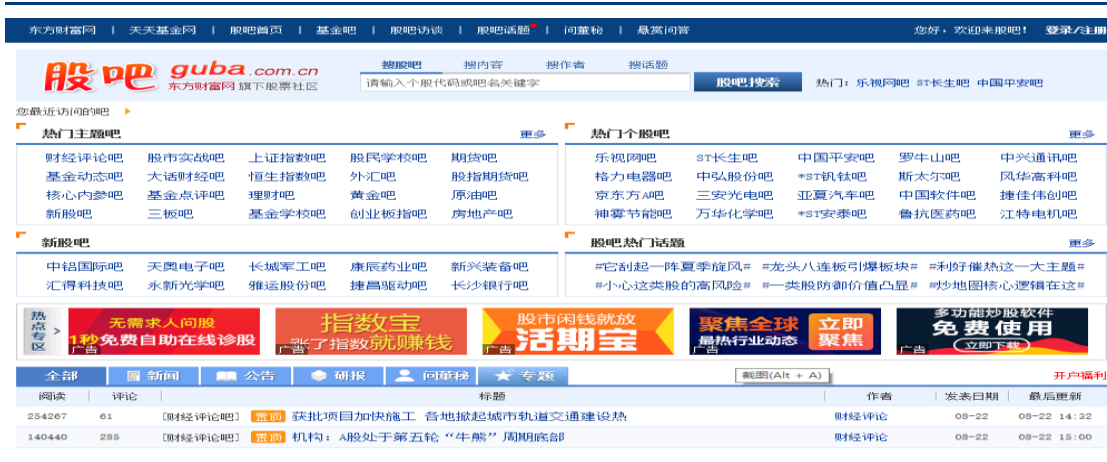 东方财富网 | 天天基金网 | 股吧首页 | 基金吧 | 股吧访谈 | 股吧话题 | 问董秘 | 悬赏问答 您好，欢迎来股吧！ 登录/注册
搜股吧 搜内容 搜作者 搜话题
股吧 guba.com.cn
东方财富网 旗下股票社区
请输入个股代码或吧名关键字 股吧搜索 热门：乐视网吧 ST长生吧 中国平安吧
您最近访问的吧
热门主题吧 更多 热门个股吧 更多
财经评论吧 股市实战吧 上证指数吧 股民学校吧 期货吧 乐视网吧 ST长生吧 中国平安吧 罗牛山吧 中兴通讯吧
基金动态吧 大话财经吧 恒生指数吧 外汇吧 股指期货吧 格力电器吧 中弘股份吧 *ST钒钛吧 斯太尔吧 风华高科吧
核心内参吧 基金点评吧 理财吧 黄金吧 原油吧 京东方A吧 三安光电吧 亚夏汽车吧 中国软件吧 捷佳伟创吧
新股吧 三板吧 基金学校吧 创业板指吧 房地产吧 神雾节能吧 万华化学吧 *ST安泰吧 鲁抗医药吧 江特电机吧
新股吧 股吧热门话题 更多
中铝国际吧 天奥电子吧 长城军工吧 康辰药业吧 新兴装备吧 #它刮起一阵夏季旋风# #龙头八连板引爆板块# #利好催热这一大主题#
汇得科技吧 永新光学吧 雅运股份吧 捷昌驱动吧 长沙银行吧 #小心这类股的高风险# #一类股防御价值凸显# #炒地图核心逻辑在这#
热点专区 >
无需求人问股
1秒免费自助在线诊股
广告
指数宝
涨了指数就赚钱
广告
股市闲钱就放
活期宝
广告
聚焦全球
最热行业动态
立即聚焦
广告
多功能炒股软件
免费使用
立即下载
广告
全部 新闻 公告 研报 问董秘 专题 截图(Alt + A) 开户福利
阅读 评论 标题 作者 发表日期 最后更新
254267 61 [财经评论吧] 置顶 获批项目加快施工 各地掀起城市轨道交通建设热 财经评论 08-22 08-22 14:32
140440 285 [财经评论吧] 置顶 机构：A股处于第五轮“牛熊”周期底部 财经评论 08-22 08-22 15:00